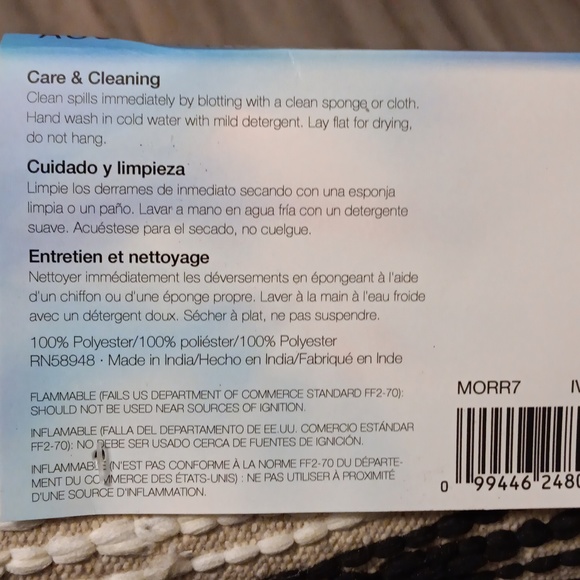 Care & Cleaning
Clean spills immediately by blotting with a clean sponge or cloth.
Hand wash in cold water with mild detergent. Lay flat for drying,
do not hang.
Cuidado y limpieza
Limpie los derrames de inmediato secando con una esponja
limpia o un paño. Lavar a mano en agua fría con un detergente
suave. Acuéstese para el secado, no cuelgue.
Entretien et nettoyage
Nettoyer immédiatement les déversements en épongeant à l'aide
d'un chiffon ou d'une éponge propre. Laver à la main à l'eau froide
avec un détergent doux. Sécher à plat, ne pas suspendre.
100% Polyester/100% poliéster/100% Polyester
RN58948 · Made in India/Hecho en India/Fabriqué en Inde
FLAMMABLE (FAILS US DEPARTMENT OF COMMERCE STANDARD FF2-70):
SHOULD NOT BE USED NEAR SOURCES OF IGNITION.
INFLAMABLE (FALLA DEL DEPARTAMENTO DE EE.UU. COMERCIO ESTÁNDAR
FF2-70): NO DEBE SER USADO CERCA DE FUENTES DE IGNICIÓN.
INFLAMMABLE (N'EST PAS CONFORME À LA NORME FF2-70 DU DÉPARTE-
MENT DU COMMERCE DES ÉTATS-UNIS) : NE PAS UTILISER À PROXIMITÉ
D'UNE SOURCE D'INFLAMMATION.
MORR7 IV
0 99446 2480